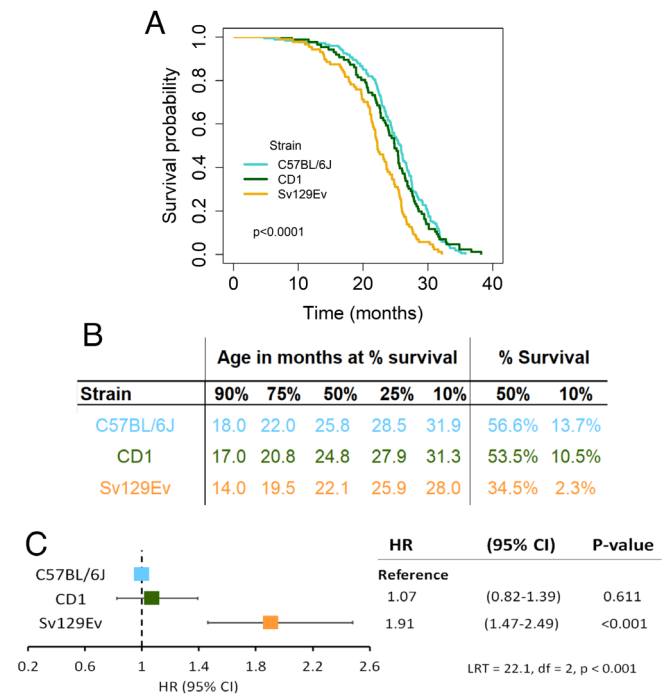 A
Survival probability
1.0
0.8
0.6
0.4
0.2
0.0
Strain
C57BL/6J
CD1
Sv129Ev
p<0.0001
0 10 20 30 40
Time (months)
B
Age in months at % survival % Survival
Strain 90% 75% 50% 25% 10% 50% 10%
C57BL/6J 18.0 22.0 25.8 28.5 31.9 56.6% 13.7%
CD1 17.0 20.8 24.8 27.9 31.3 53.5% 10.5%
Sv129Ev 14.0 19.5 22.1 25.9 28.0 34.5% 2.3%
C
HR (95% CI) P-value
C57BL/6J Reference
CD1 1.07 (0.82-1.39) 0.611
Sv129Ev 1.91 (1.47-2.49) <0.001
0.2 0.6 1 1.4 1.8 2.2 2.6
HR (95% CI)
LRT = 22.1, df = 2, p < 0.001